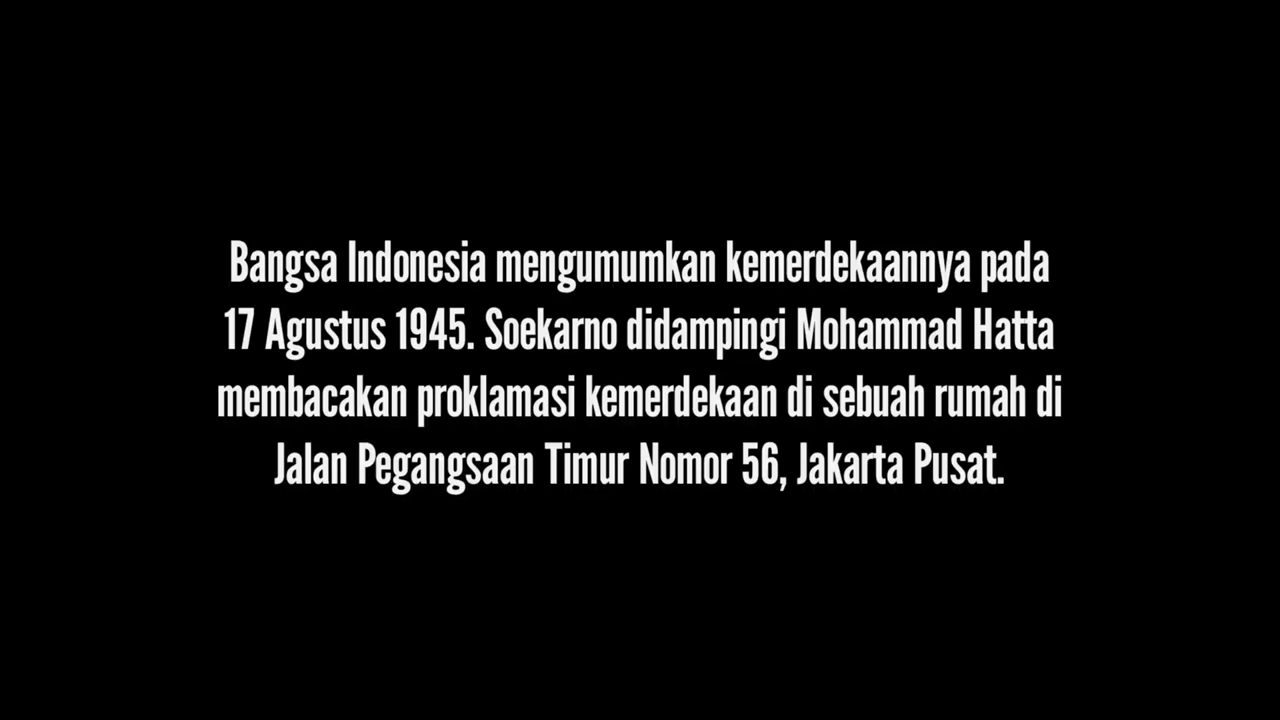 Bangsa Indonesia mengumumkan kemerdekaannya pada
17 Agustus 1945. Soekarno didampingi Mohammad Hatta
membacakan proklamasi kemerdekaan di sebuah rumah di
Jalan Pegangsaan Timur Nomor 56, Jakarta Pusat.